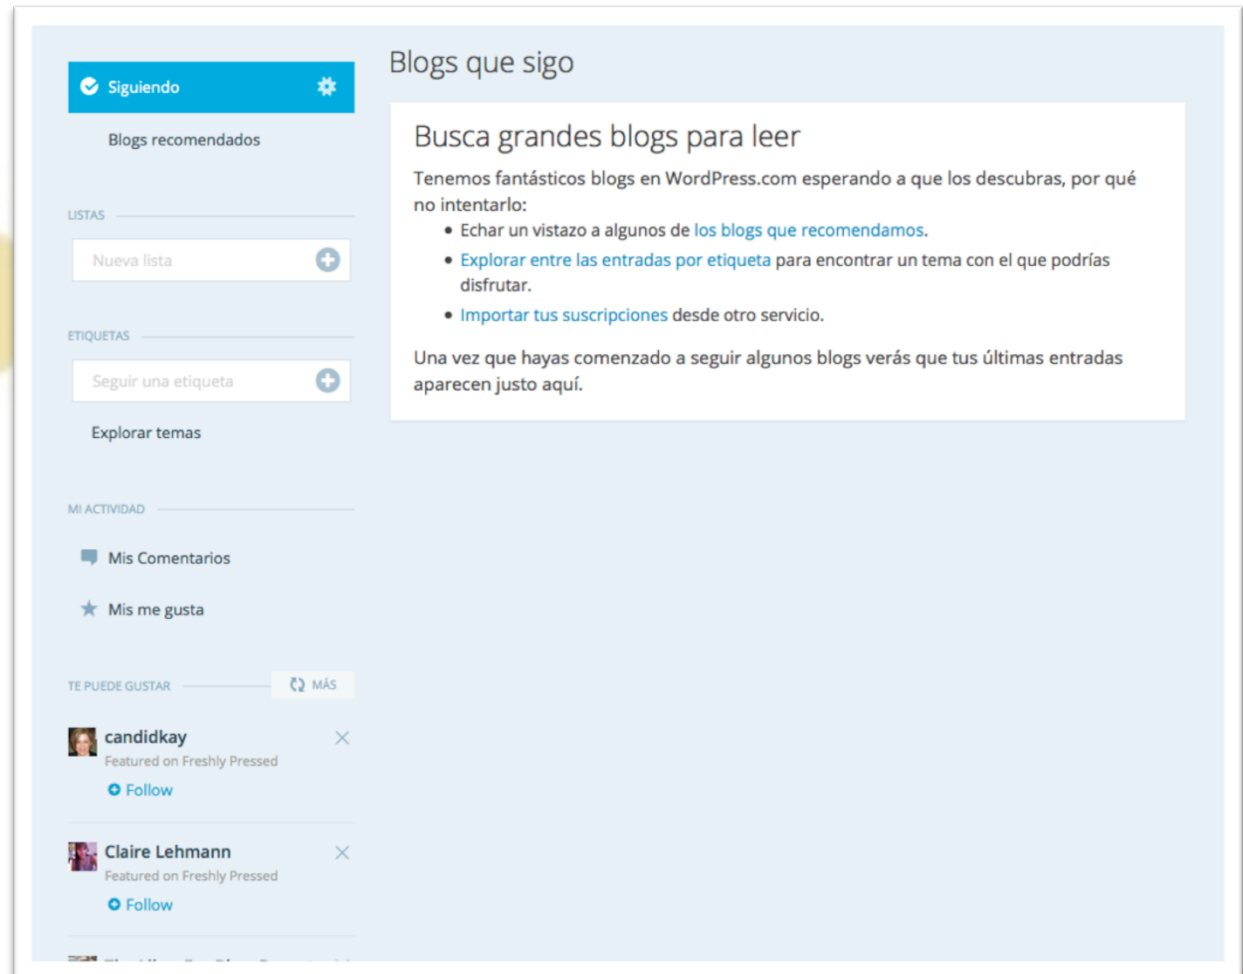 Siguiendo
Blogs recomendados
LISTAS
Nueva lista
ETIQUETAS
Seguir una etiqueta
Explorar temas
MI ACTIVIDAD
Mis Comentarios
Mis me gusta
TE PUEDE GUSTAR
MÁS
candidkay
Featured on Freshly Pressed
Follow
Claire Lehmann
Featured on Freshly Pressed
Follow
Blogs que sigo
Busca grandes blogs para leer
Tenemos fantásticos blogs en WordPress.com esperando a que los descubras, por qué
no intentarlo:
• Echar un vistazo a algunos de los blogs que recomendamos.
• Explorar entre las entradas por etiqueta para encontrar un tema con el que podrías
disfrutar.
• Importar tus suscripciones desde otro servicio.
Una vez que hayas comenzado a seguir algunos blogs verás que tus últimas entradas
aparecen justo aquí.